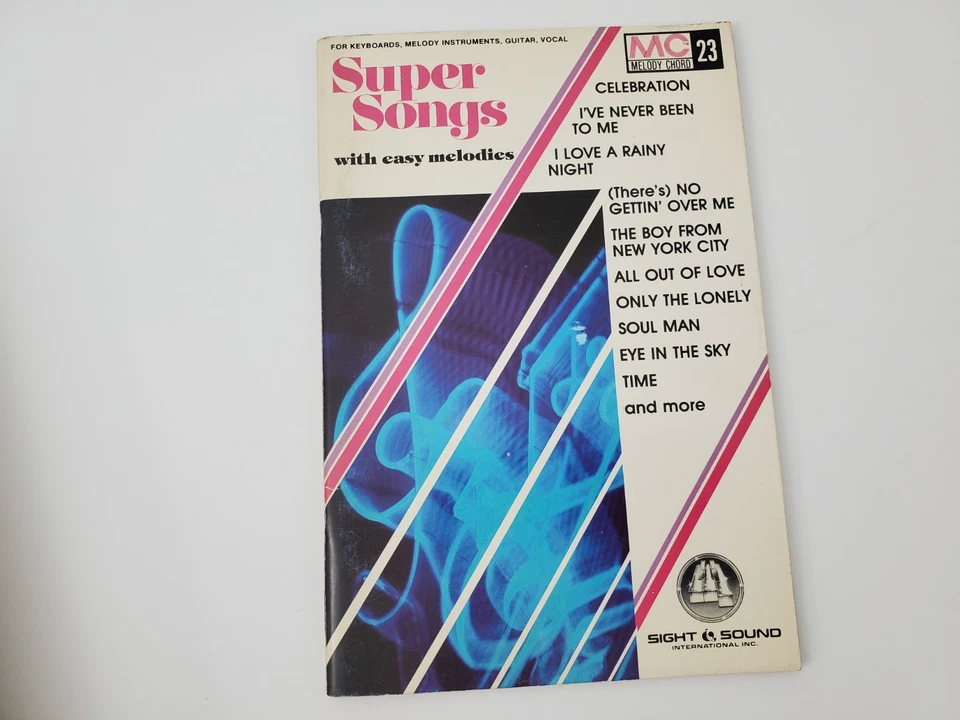 FOR KEYBOARDS, MELODY INSTRUMENTS, GUITAR, VOCAL
Super
Songs
with easy melodies
MC
MELODY CHORD
23
CELEBRATION
I'VE NEVER BEEN
TO ME
I LOVE A RAINY
NIGHT
(There's) NO
GETTIN' OVER ME
THE BOY FROM
NEW YORK CITY
ALL OUT OF LOVE
ONLY THE LONELY
SOUL MAN
EYE IN THE SKY
TIME
and more
SIGHT & SOUND
INTERNATIONAL INC.